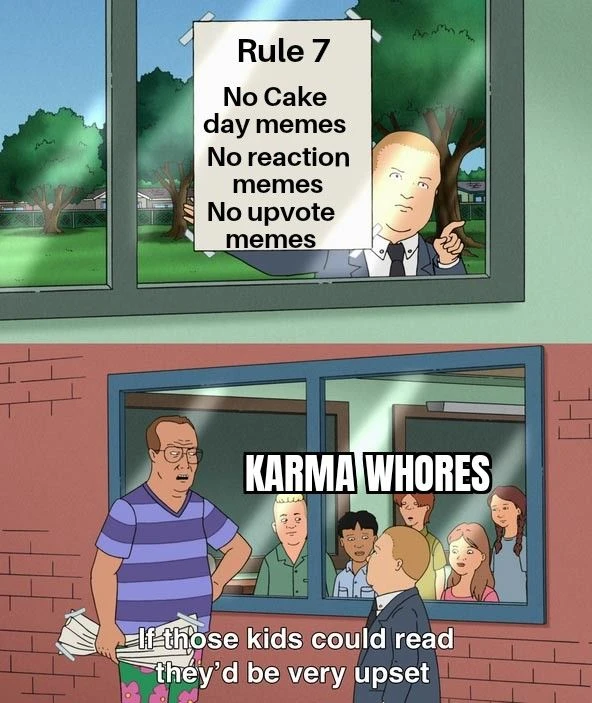 Rule 7
No Cake
day memes
No reaction
memes
No upvote
memes
KARMA WHORES
If those kids could read
they'd be very upset